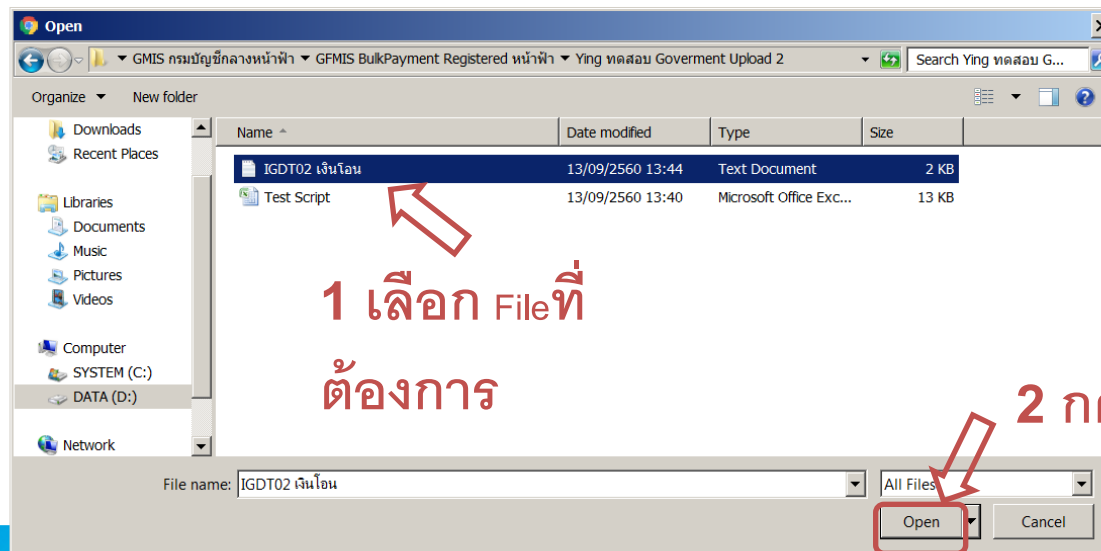 Open
GMIS กรมบัญชีกลางหน้าฟ้า GFMIS BulkPayment Registered หน้าฟ้า Ying ทดสอบ Goverment Upload 2
Search Ying ทดสอบ G...
Organize New folder
Downloads
Recent Places
Libraries
Documents
Music
Pictures
Videos
Computer
SYSTEM (C:)
DATA (D:)
Network
Name Date modified Type Size
IGDT02 เงินโอน 13/09/2560 13:44 Text Document 2 KB
Test Script 13/09/2560 13:40 Microsoft Office Exc... 13 KB
1 เลือก Fileที่
ต้องการ
2
File name: IGDT02 เงินโอน All Files
Open Cancel